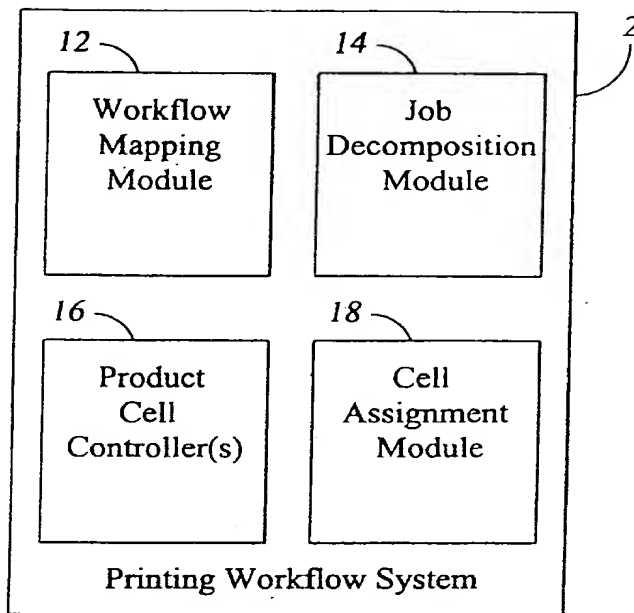 12
14
2
Workflow
Mapping
Module
Job
Decomposition
Module
16
18
Product
Cell
Controller(s)
Cell
Assignment
Module
Printing Workflow System